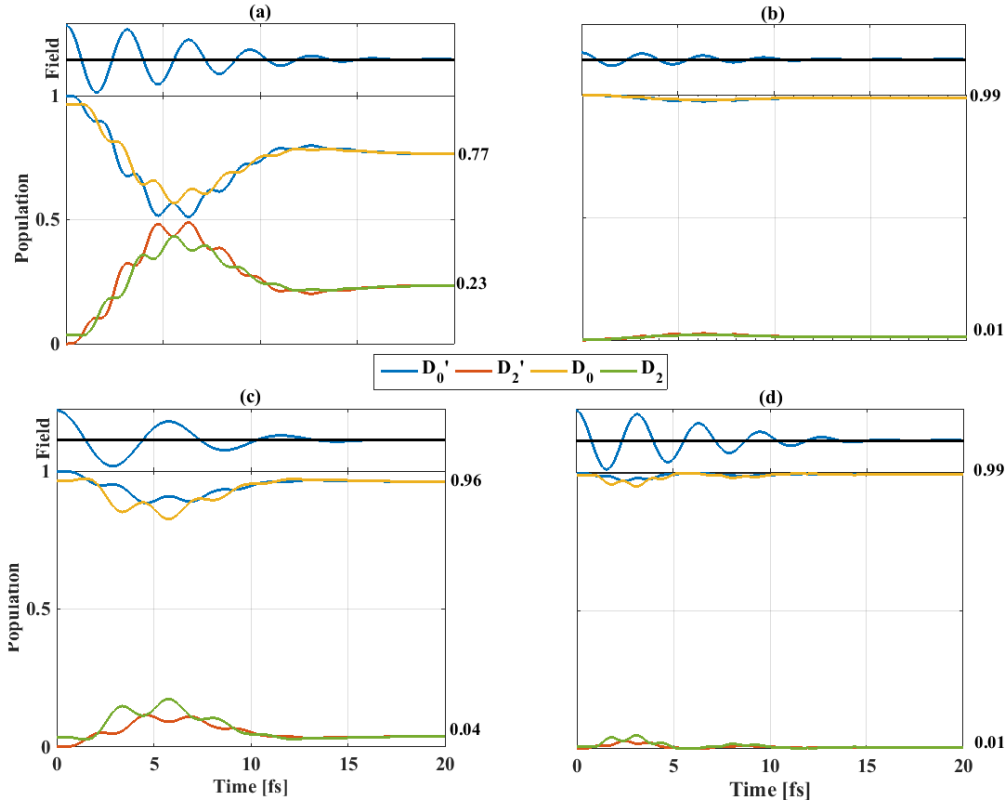 (a)
(b)
Field
1
0.99
0.77
Population
0.5
0.23
0.01
0
D0' D2' D0 D2
(c)
(d)
Field
1
0.96
0.99
Population
0.5
0.04
0.01
0
0 5 10 15 20
0 5 10 15 20
Time [fs]
Time [fs]